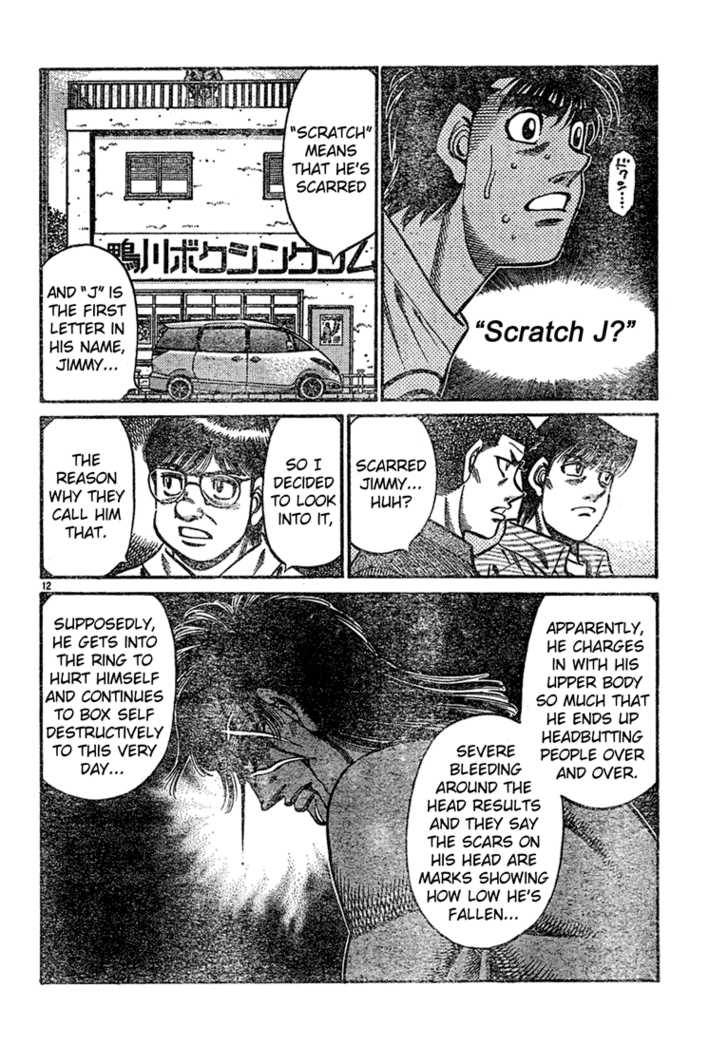 ドクン……
"Scratch J?"
"SCRATCH"
MEANS
THAT HE'S
SCARRED
鴨川ボクシングジム
AND "J" IS
THE FIRST
LETTER IN
HIS NAME,
JIMMY...
SCARRED
JIMMY...
HUH?
SO I
DECIDED
TO LOOK
INTO IT,
THE
REASON
WHY THEY
CALL HIM
THAT.
12
APPARENTLY,
HE CHARGES
IN WITH HIS
UPPER BODY
SO MUCH THAT
HE ENDS UP
HEADBUTTING
PEOPLE OVER
AND OVER.
SEVERE
BLEEDING
AROUND THE
HEAD RESULTS
AND THEY SAY
THE SCARS ON
HIS HEAD ARE
MARKS SHOWING
HOW LOW HE'S
FALLEN...
SUPPOSEDLY,
HE GETS INTO
THE RING TO
HURT HIMSELF
AND CONTINUES
TO BOX SELF
DESTRUCTIVELY
TO THIS VERY
DAY...